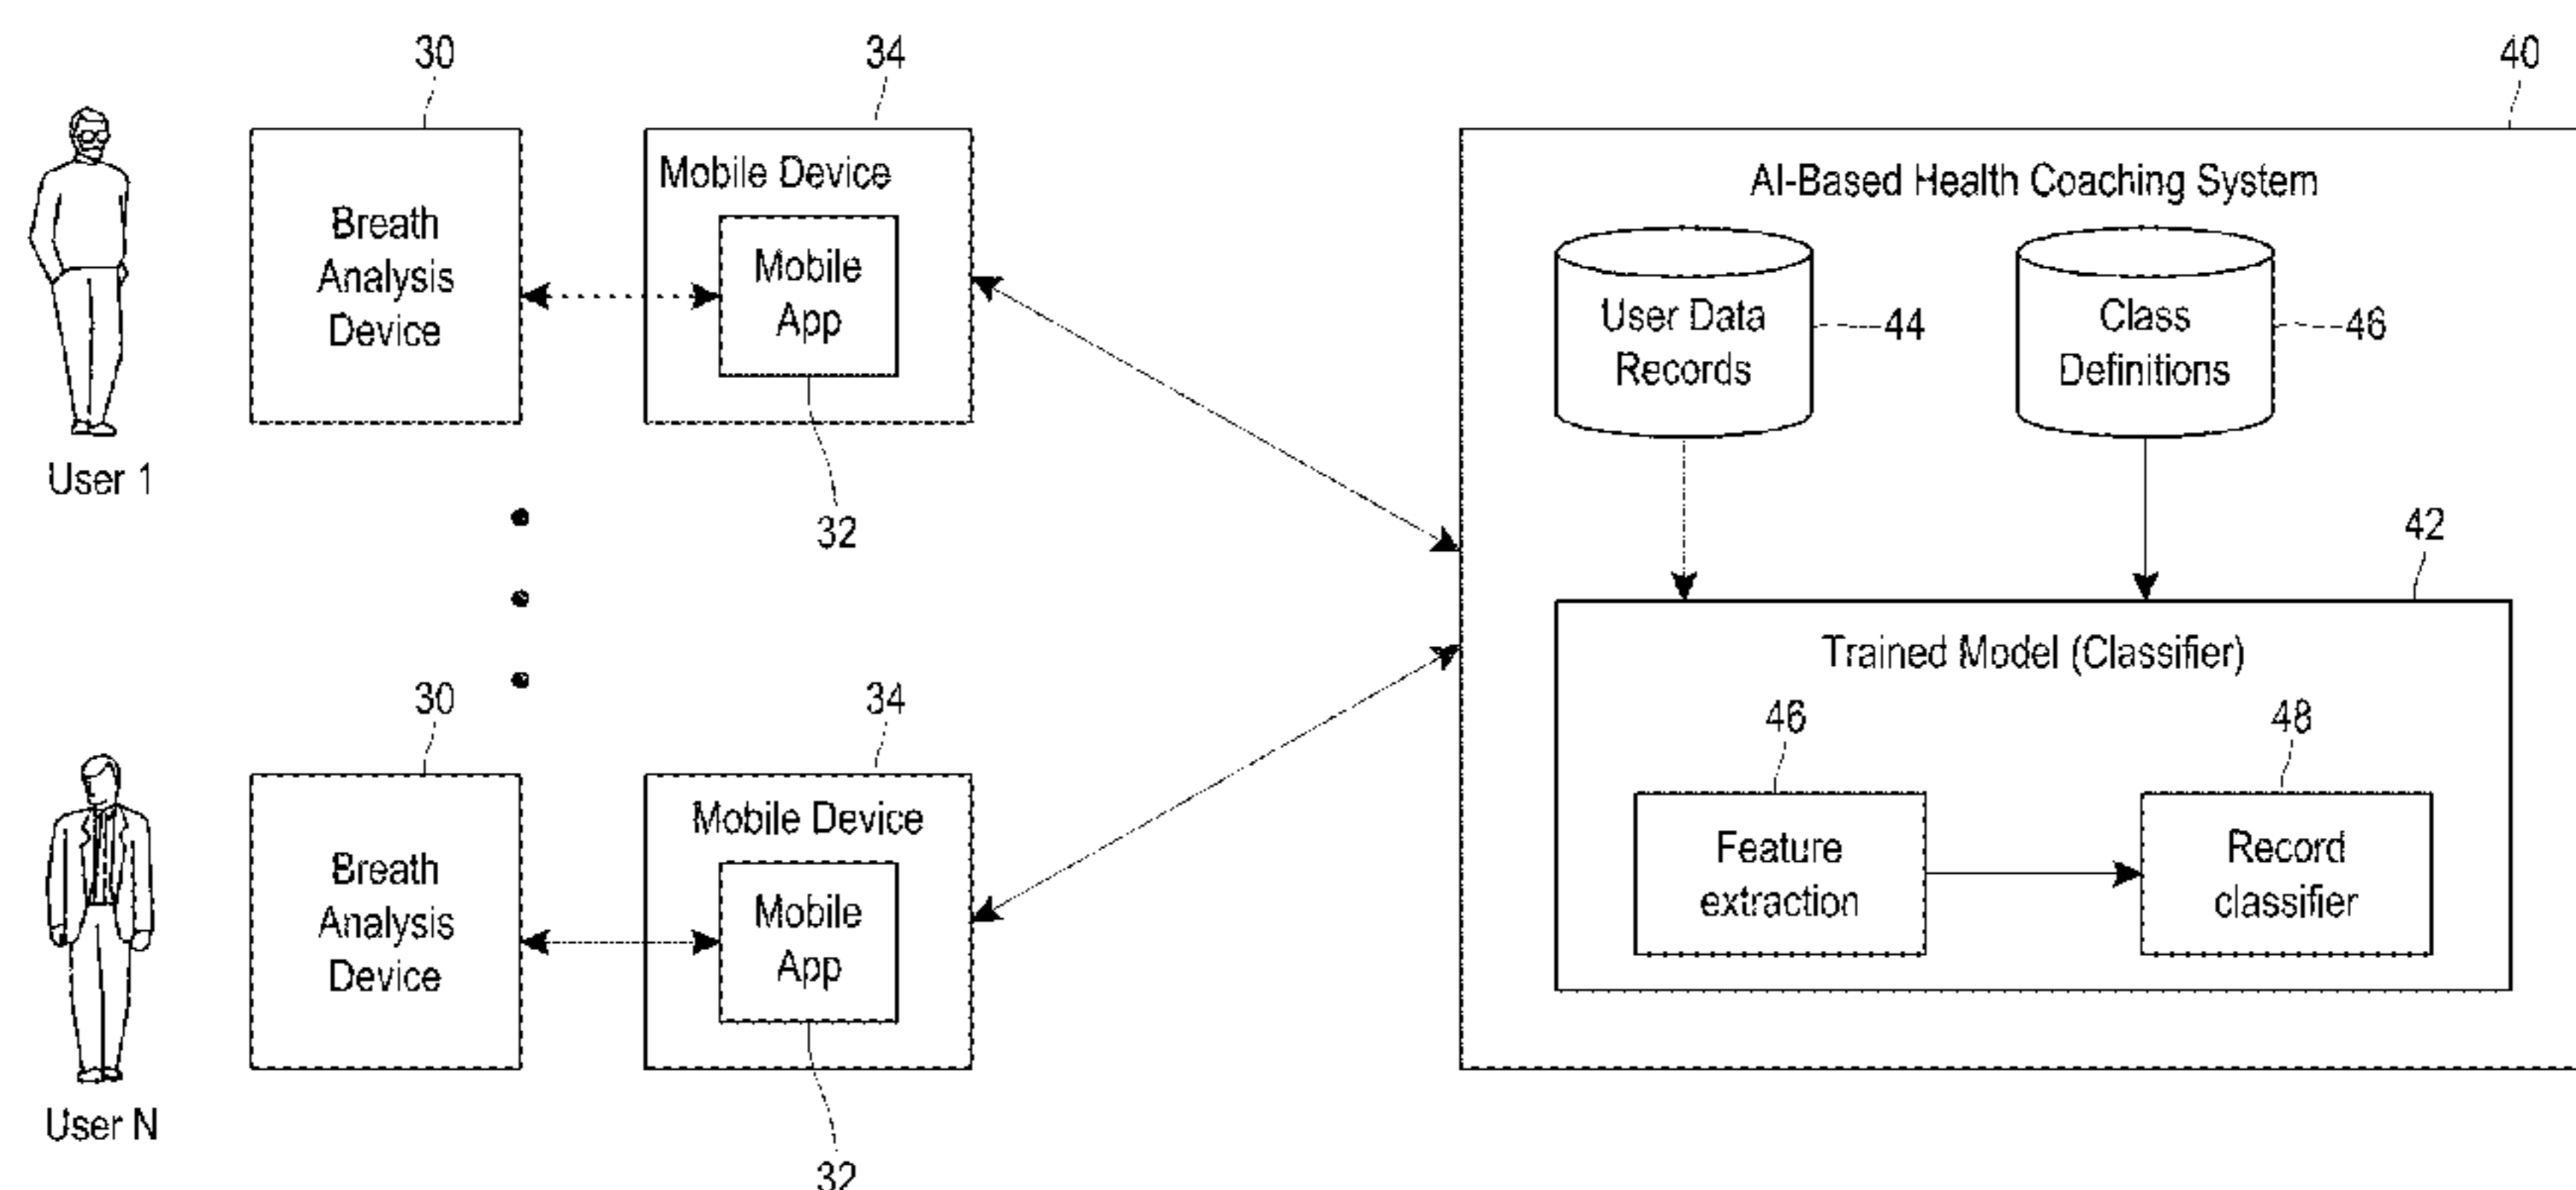 30
34
40
Mobile Device
AI-Based Health Coaching System
Breath
Analysis
Device
Mobile
App
User Data
Records
44
Class
Definitions
46
User 1
32
42
Trained Model (Classifier)
30
34
46
48
Mobile Device
Breath
Analysis
Device
Mobile
App
Feature
extraction
Record
classifier
User N
32